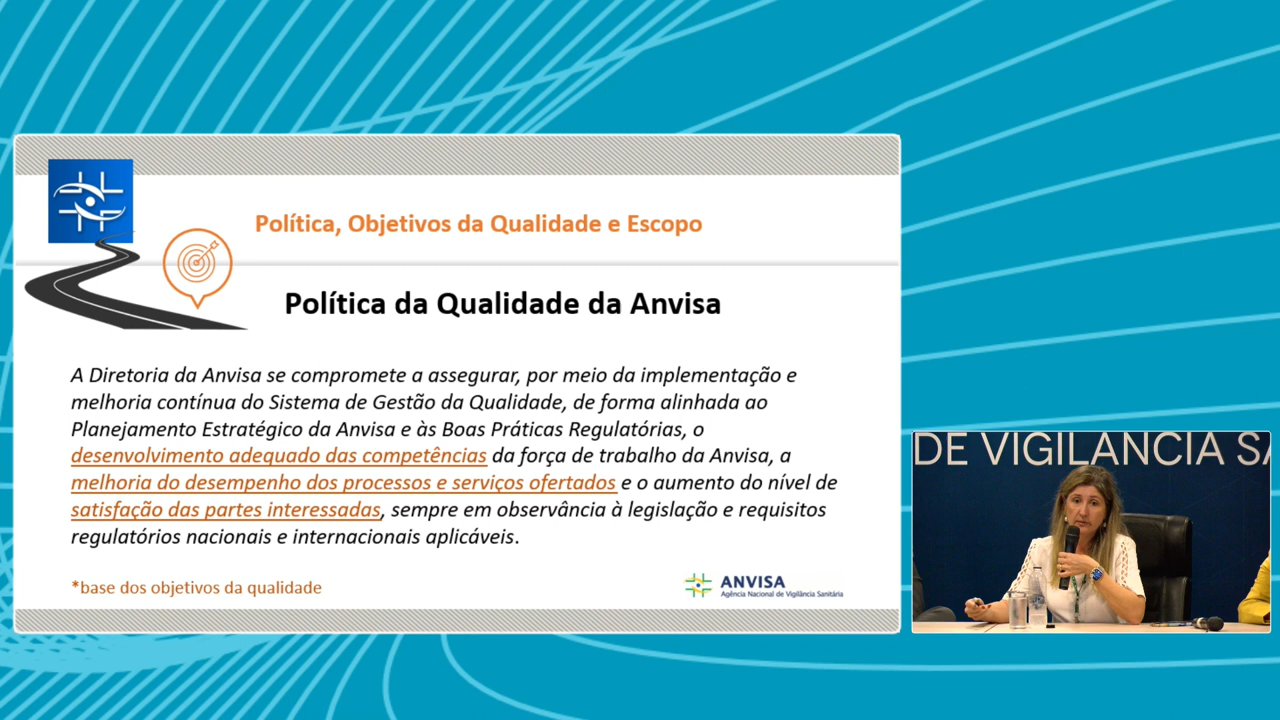 Política, Objetivos da Qualidade e Escopo
Política da Qualidade da Anvisa
A Diretoria da Anvisa se compromete a assegurar, por meio da implementação e
melhoria contínua do Sistema de Gestão da Qualidade, de forma alinhada ao
Planejamento Estratégico da Anvisa e às Boas Práticas Regulatórias, o
desenvolvimento adequado das competências da força de trabalho da Anvisa, a
melhoria do desempenho dos processos e serviços ofertados e o aumento do nível de
satisfação das partes interessadas, sempre em observância à legislação e requisitos
regulatórios nacionais e internacionais aplicáveis.
*base dos objetivos da qualidade
ANVISA
Agência Nacional de Vigilância Sanitária
DE VIGILÂNCIA SA